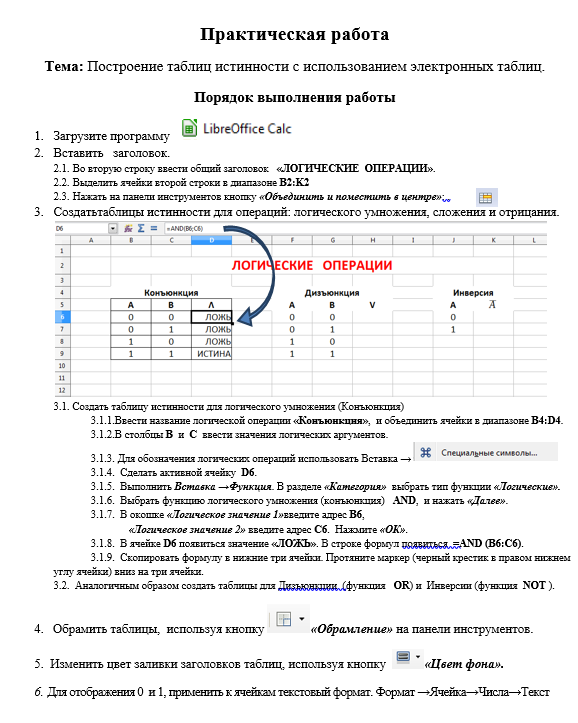 Практическая работа
Тема: Построение таблиц истинности с использованием электронных таблиц.
Порядок выполнения работы
1. Загрузите программу LibreOffice Calc
2. Вставить заголовок.
2.1. Во вторую строку ввести общий заголовок «ЛОГИЧЕСКИЕ ОПЕРАЦИИ».
2.2. Выделить ячейки второй строки в диапазоне B2:K2
2.3. Нажать на панели инструментов кнопку «Объединить и поместить в центре»:
3. Создатьтаблицы истинности для операций: логического умножения, сложения и отрицания.
D6 =AND(B6;C6)
A B C D E F G H I J K L
1
2 ЛОГИЧЕСКИЕ ОПЕРАЦИИ
3
4 Конъюнкция Дизъюнкция Инверсия
5 A B Λ A B V A A̅
6 0 0 ЛОЖЬ 0 0 0
7 0 1 ЛОЖЬ 0 1 1
8 1 0 ЛОЖЬ 1 0
9 1 1 ИСТИНА 1 1
10
11
12
3.1. Создать таблицу истинности для логического умножения (Конъюнкция)
3.1.1.Ввести название логической операции «Конъюнкция», и объединить ячейки в диапазоне B4:D4.
3.1.2.В столбцы B и C ввести значения логических аргументов.
3.1.3. Для обозначения логических операций использовать Вставка → Специальные символы...
3.1.4. Сделать активной ячейку D6.
3.1.5. Выполнить Вставка →Функция. В разделе «Категория» выбрать тип функции «Логические».
3.1.6. Выбрать функцию логического умножения (конъюнкция) AND, и нажать «Далее».
3.1.7. В окошке «Логическое значение 1»введите адрес B6,
«Логическое значение 2» введите адрес C6. Нажмите «ОК».
3.1.8. В ячейке D6 появиться значение «ЛОЖЬ». В строке формул появиться =AND (B6:C6).
3.1.9. Скопировать формулу в нижние три ячейки. Протяните маркер (черный крестик в правом нижнем
углу ячейки) вниз на три ячейки.
3.2. Аналогичным образом создать таблицы для Дизъюнкции (функция OR) и Инверсии (функция NOT ).
4. Обрамить таблицы, используя кнопку «Обрамление» на панели инструментов.
5. Изменить цвет заливки заголовков таблиц, используя кнопку «Цвет фона».
6. Для отображения 0 и 1, применить к ячейкам текстовый формат. Формат →Ячейка→Числа→Текст